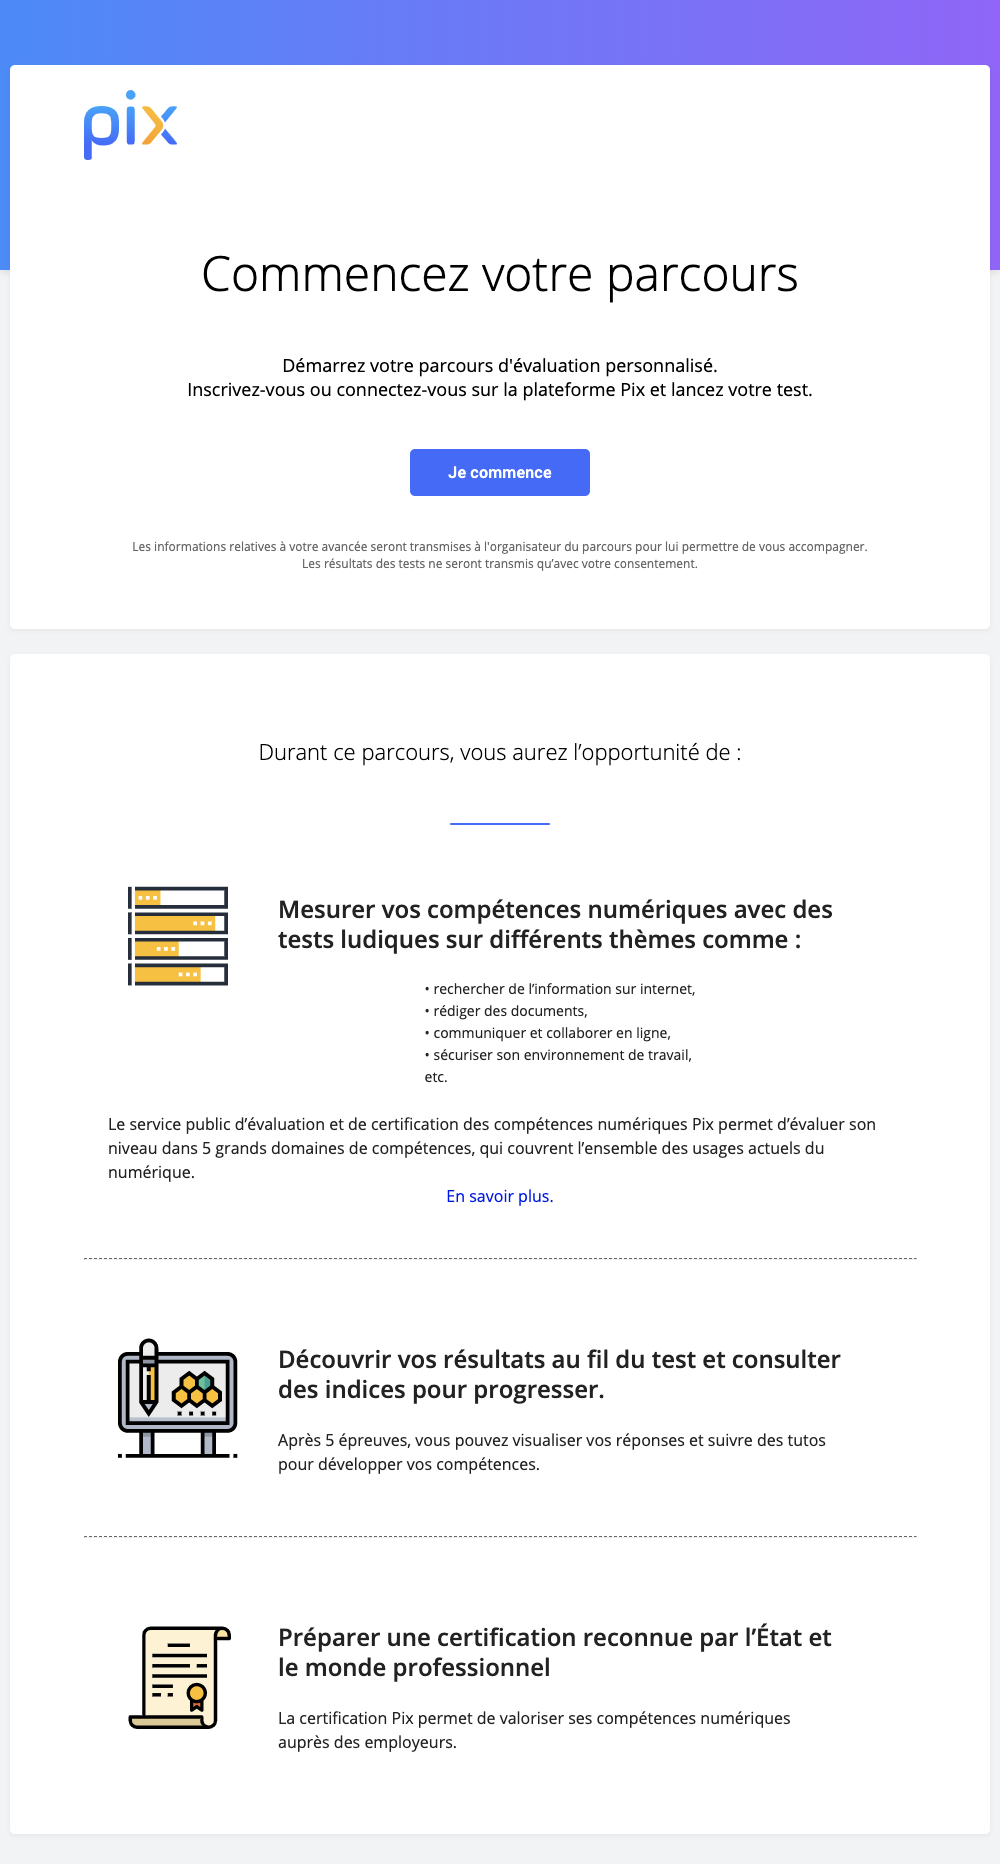 pix
Commencez votre parcours
Démarrez votre parcours d'évaluation personnalisé.
Inscrivez-vous ou connectez-vous sur la plateforme Pix et lancez votre test.
Je commence
Les informations relatives à votre avancée seront transmises à l'organisateur du parcours pour lui permettre de vous accompagner.
Les résultats des tests ne seront transmis qu’avec votre consentement.
Durant ce parcours, vous aurez l’opportunité de :
Mesurer vos compétences numériques avec des
tests ludiques sur différents thèmes comme :
• rechercher de l’information sur internet,
• rédiger des documents,
• communiquer et collaborer en ligne,
• sécuriser son environnement de travail,
etc.
Le service public d’évaluation et de certification des compétences numériques Pix permet d’évaluer son
niveau dans 5 grands domaines de compétences, qui couvrent l’ensemble des usages actuels du
numérique.
En savoir plus.
Découvrir vos résultats au fil du test et consulter
des indices pour progresser.
Après 5 épreuves, vous pouvez visualiser vos réponses et suivre des tutos
pour développer vos compétences.
Préparer une certification reconnue par l’État et
le monde professionnel
La certification Pix permet de valoriser ses compétences numériques
auprès des employeurs.